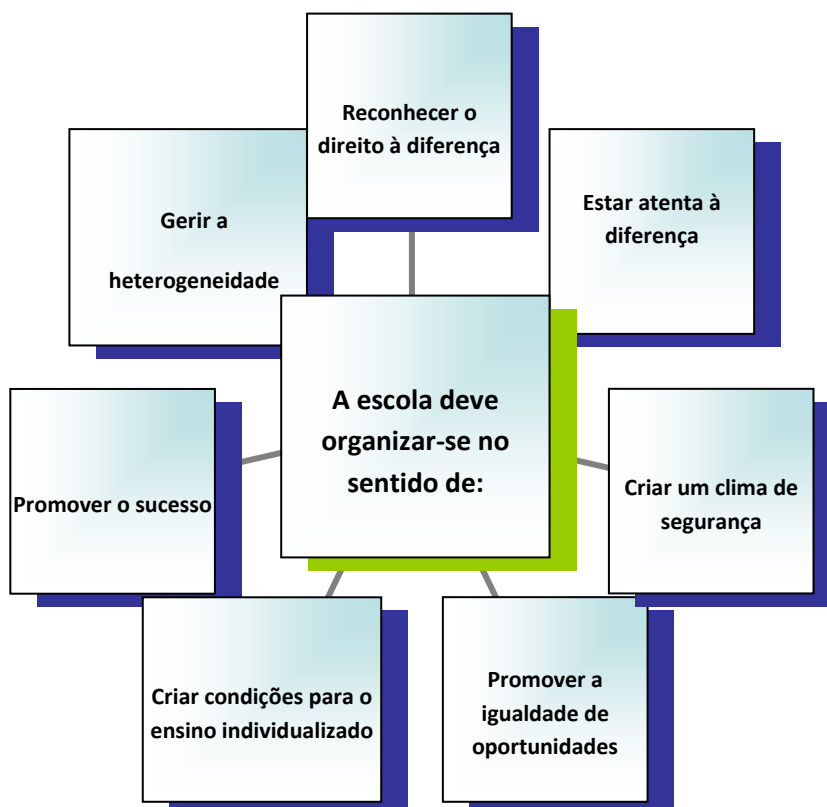 Reconhecer o
direito à diferença
Estar atenta à
diferença
Gerir a
heterogeneidade
A escola deve
organizar-se no
sentido de:
Criar um clima de
segurança
Promover o sucesso
Promover a
igualdade de
oportunidades
Criar condições para o
ensino individualizado